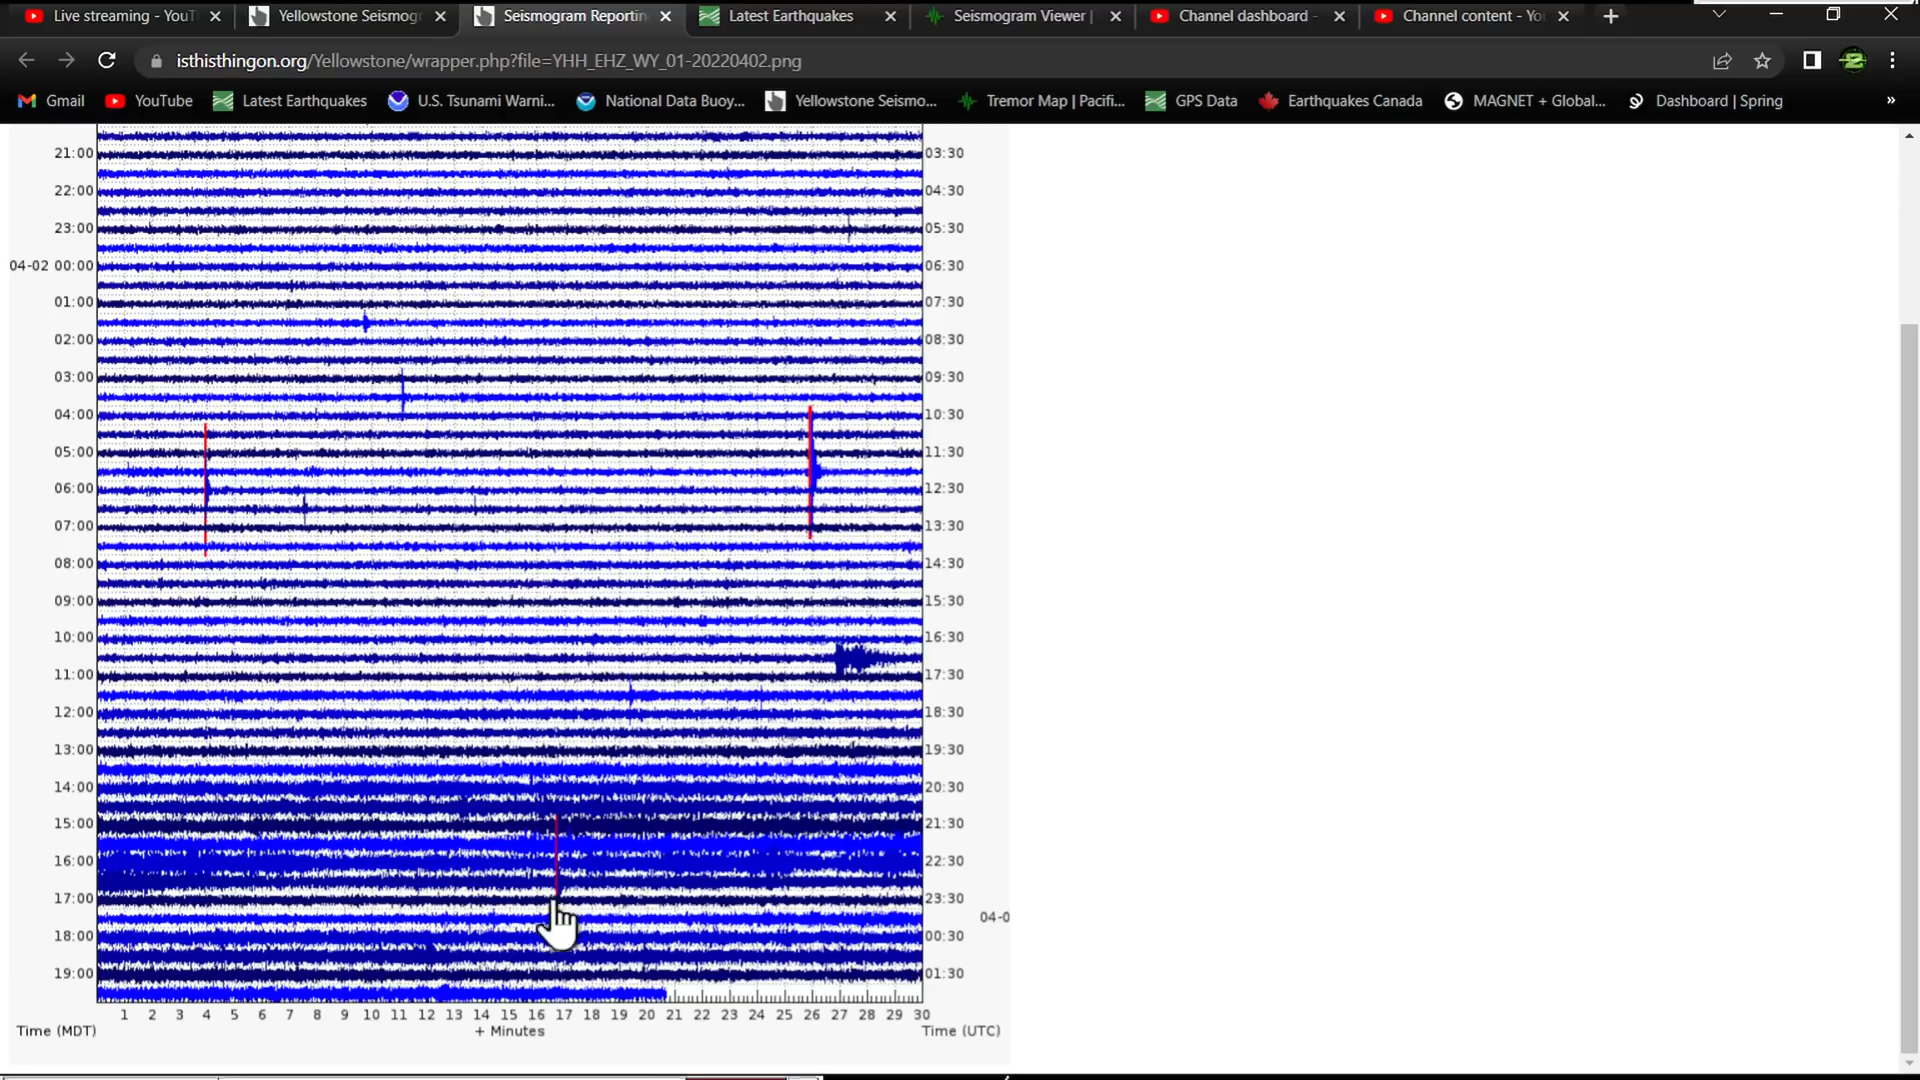 Live streaming - YouT
Yellowstone Seismog
Seismogram Reportin
Latest Earthquakes
Seismogram Viewer |
Channel dashboard -
Channel content - Yo
isthisthingon.org/Yellowstone/wrapper.php?file=YHH_EHZ_WY_01-20220402.png
Gmail
YouTube
Latest Earthquakes
U.S. Tsunami Warni...
National Data Buoy...
Yellowstone Seismo...
Tremor Map | Pacifi...
GPS Data
Earthquakes Canada
MAGNET + Global...
Dashboard | Spring
»
21:00 03:30
22:00 04:30
23:00 05:30
04-02 00:00 06:30
01:00 07:30
02:00 08:30
03:00 09:30
04:00 10:30
05:00 11:30
06:00 12:30
07:00 13:30
08:00 14:30
09:00 15:30
10:00 16:30
11:00 17:30
12:00 18:30
13:00 19:30
14:00 20:30
15:00 21:30
16:00 22:30
17:00 23:30
04-0
18:00 00:30
19:00 01:30
1 2 3 4 5 6 7 8 9 10 11 12 13 14 15 16 17 18 19 20 21 22 23 24 25 26 27 28 29 30
Time (MDT) + Minutes Time (UTC)